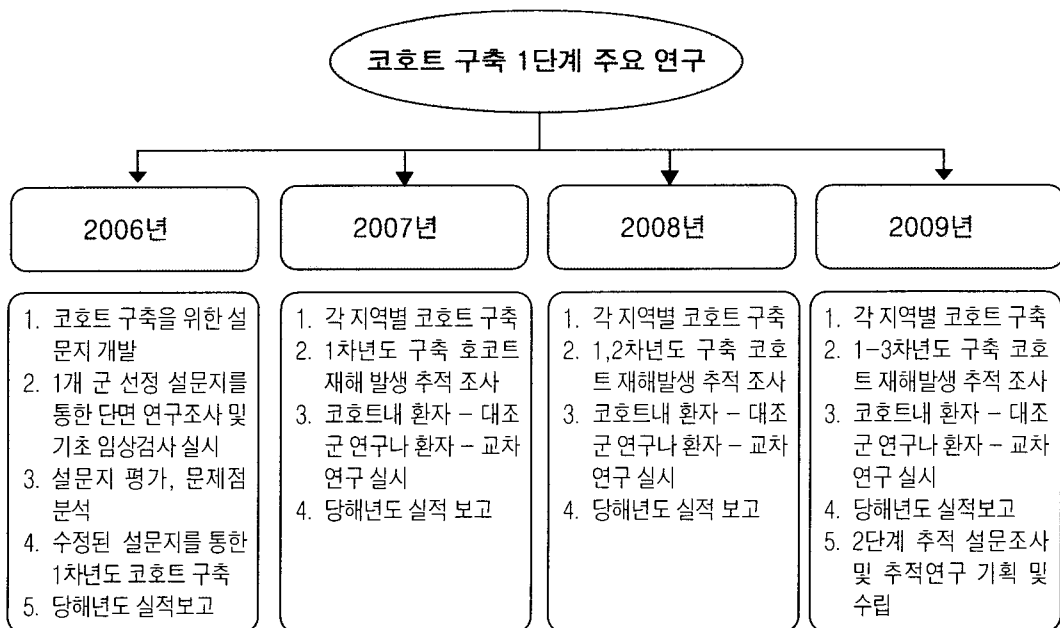 코호트 구축 1단계 주요 연구
2006년
2007년
2008년
2009년
1. 코호트 구축을 위한 설
문지 개발
2. 1개 군 선정 설문지를
통한 단면 연구조사 및
기초 임상검사 실시
3. 설문지 평가, 문제점
분석
4. 수정된 설문지를 통한
1차년도 코호트 구축
5. 당해년도 실적보고
1. 각 지역별 코호트 구축
2. 1차년도 구축 호코트
재해 발생 추적 조사
3. 코호트내 환자 – 대조
군 연구나 환자 – 교차
연구 실시
4. 당해년도 실적 보고
1. 각 지역별 코호트 구축
2. 1,2차년도 구축 코호
트 재해발생 추적 조사
3. 코호트내 환자 – 대조
군 연구나 환자 – 교차
연구 실시
4. 당해년도 실적 보고
1. 각 지역별 코호트 구축
2. 1-3차년도 구축 코호
트 재해발생 추적 조사
3. 코호트내 환자 – 대조
군 연구나 환자 – 교차
연구 실시
4. 당해년도 실적보고
5. 2단계 추적 설문조사
및 추적연구 기획 및
수립